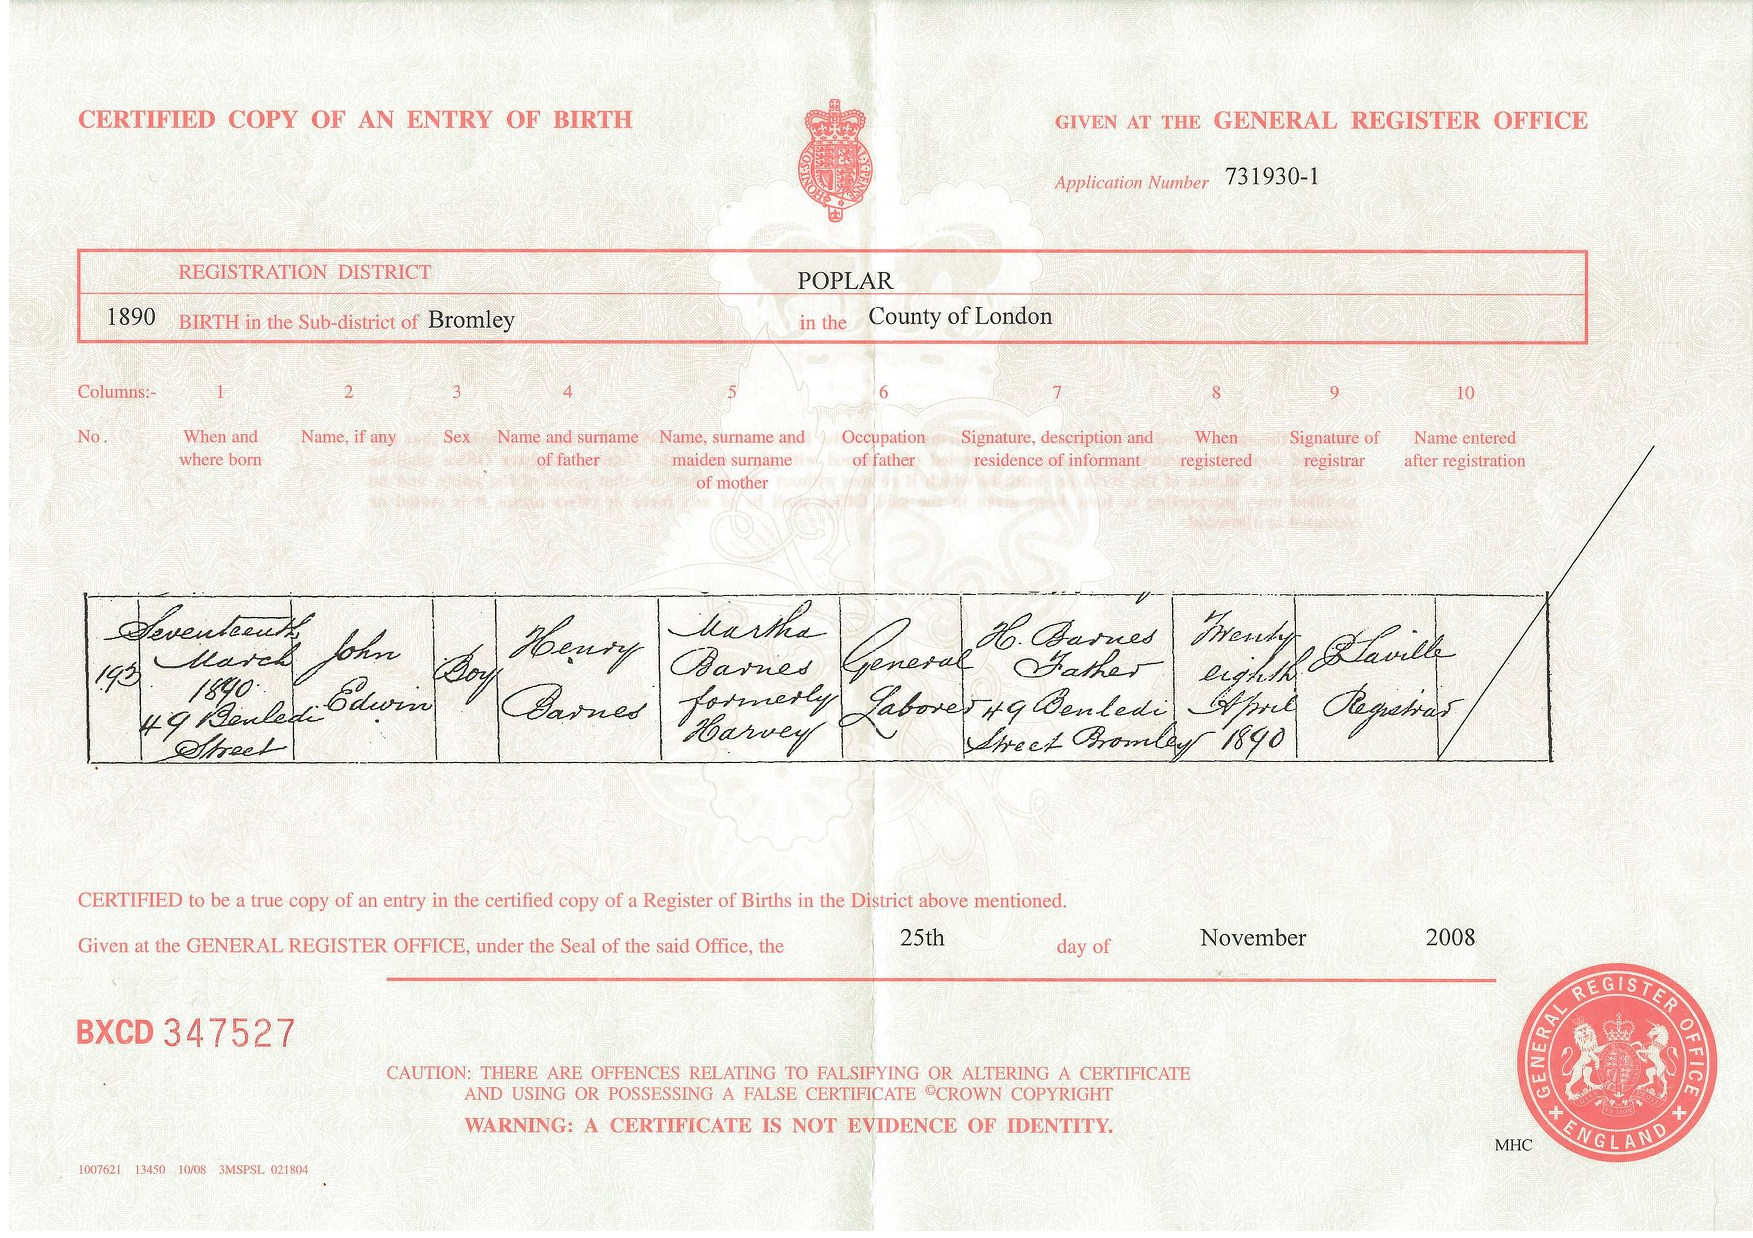 CERTIFIED COPY OF AN ENTRY OF BIRTH
GIVEN AT THE GENERAL REGISTER OFFICE
Application Number 731930-1
REGISTRATION DISTRICT POPLAR
1890 BIRTH in the Sub-district of Bromley in the County of London
Columns:- 1 2 3 4 5 6 7 8 9 10
No. When and where born
Name, if any
Sex
Name and surname of father
Name, surname and maiden surname of mother
Occupation of father
Signature, description and residence of informant
When registered
Signature of registrar
Name entered after registration
193
Seventeenth
March
1890
49 Benledi
Street
John
Edwin
Boy
Henry
Barnes
Martha
Barnes
formerly
Harvey
General
Laborer
H. Barnes
Father
49 Benledi
Street Bromley
Twenty
eighth
April
1890
Laville
Registrar
CERTIFIED to be a true copy of an entry in the certified copy of a Register of Births in the District above mentioned.
Given at the GENERAL REGISTER OFFICE, under the Seal of the said Office, the 25th day of November 2008
BXCD 347527
CAUTION: THERE ARE OFFENCES RELATING TO FALSIFYING OR ALTERING A CERTIFICATE
AND USING OR POSSESSING A FALSE CERTIFICATE ©CROWN COPYRIGHT
WARNING: A CERTIFICATE IS NOT EVIDENCE OF IDENTITY.
GENERAL REGISTER OFFICE
ENGLAND
MHC
1007621 13450 10/08 3MSPSL 021804